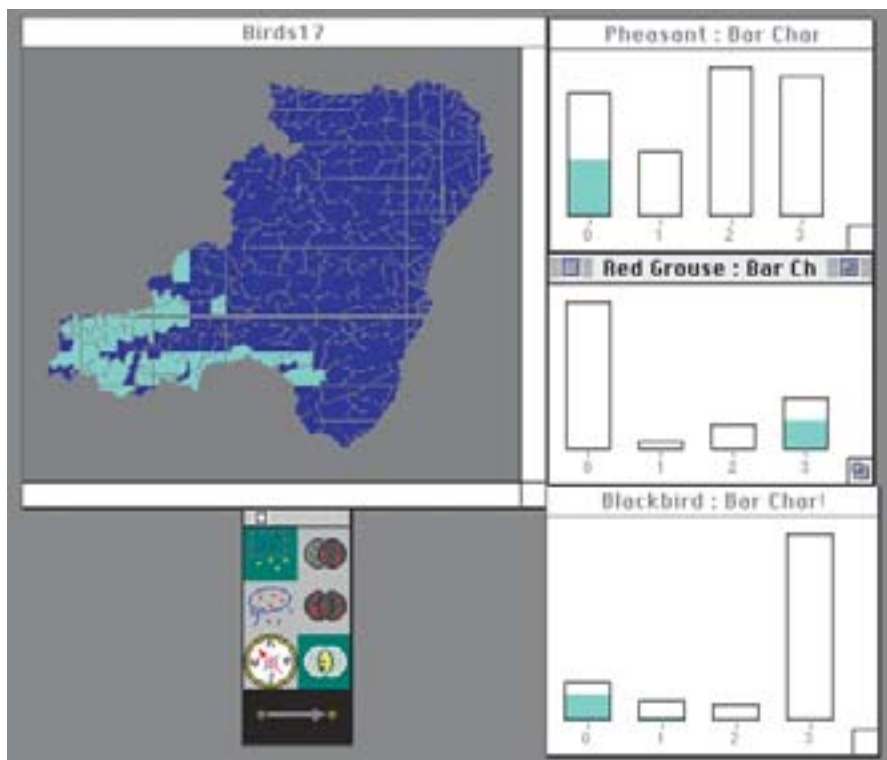 Birds17
Pheasant : Bar Char
0 1 2 3
Red Grouse : Bar Ch
0 1 2 3
Blackbird : Bar Char
0 1 2 3